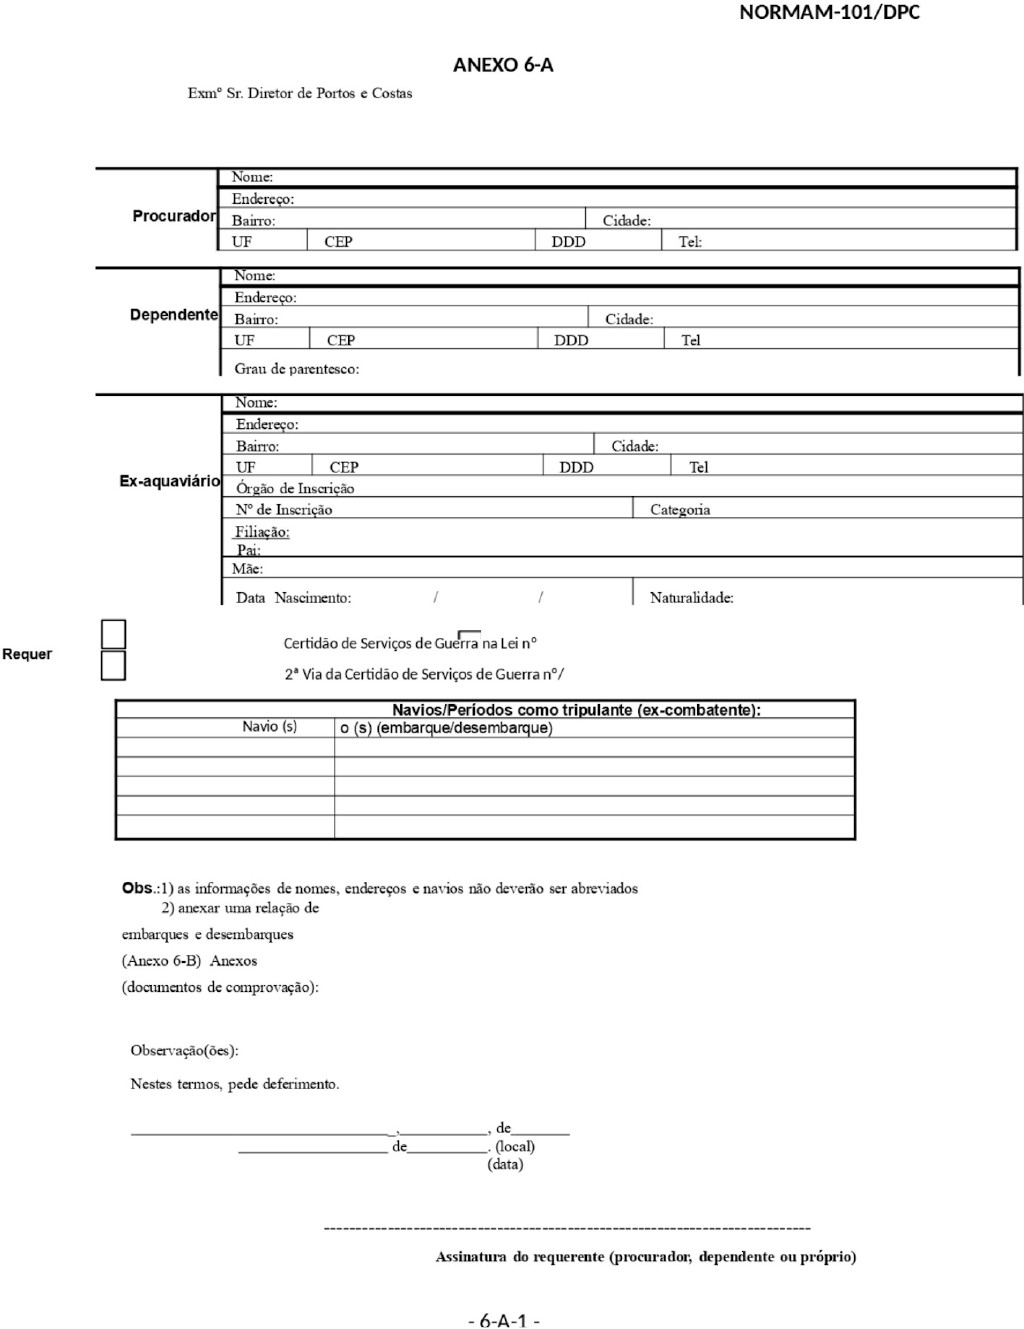 NORMAM-101/DPC
ANEXO 6-A
Exmº Sr. Diretor de Portos e Costas
Procurador
Nome:
Endereço:
Bairro: Cidade:
UF CEP DDD Tel:
Dependente
Nome:
Endereço:
Bairro: Cidade:
UF CEP DDD Tel
Grau de parentesco:
Ex-aquaviário
Nome:
Endereço:
Bairro: Cidade:
UF CEP DDD Tel
Órgão de Inscrição
Nº de Inscrição Categoria
Filiação:
Pai:
Mãe:
Data Nascimento: / / Naturalidade:
Requer
Certidão de Serviços de Guerra na Lei nº
2ª Via da Certidão de Serviços de Guerra nº/
Navios/Períodos como tripulante (ex-combatente):
Navio (s) o (s) (embarque/desembarque)
Obs.:1) as informações de nomes, endereços e navios não deverão ser abreviados
2) anexar uma relação de
embarques e desembarques
(Anexo 6-B) Anexos
(documentos de comprovação):
Observação(ões):
Nestes termos, pede deferimento.
_______________________________, ___________, de_______
__________________ de__________. (local)
(data)
-----------------------------------------------------------------------------
Assinatura do requerente (procurador, dependente ou próprio)
- 6-A-1 -